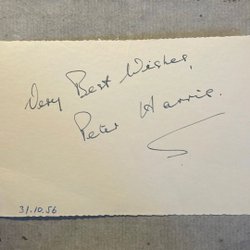 Very Best Wishes,
Peter Harris.
31.10.56